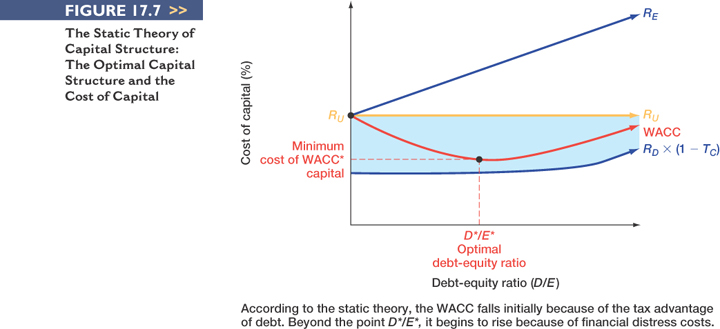 FIGURE 17.7 >>
The Static Theory of
Capital Structure:
The Optimal Capital
Structure and the
Cost of Capital
Cost of capital (%)
R_E
R_U
R_U
WACC
R_D × (1 − T_C)
Minimum
cost of WACC*
capital
D*/E*
Optimal
debt-equity ratio
Debt-equity ratio (D/E)
According to the static theory, the WACC falls initially because of the tax advantage
of debt. Beyond the point D*/E*, it begins to rise because of financial distress costs.